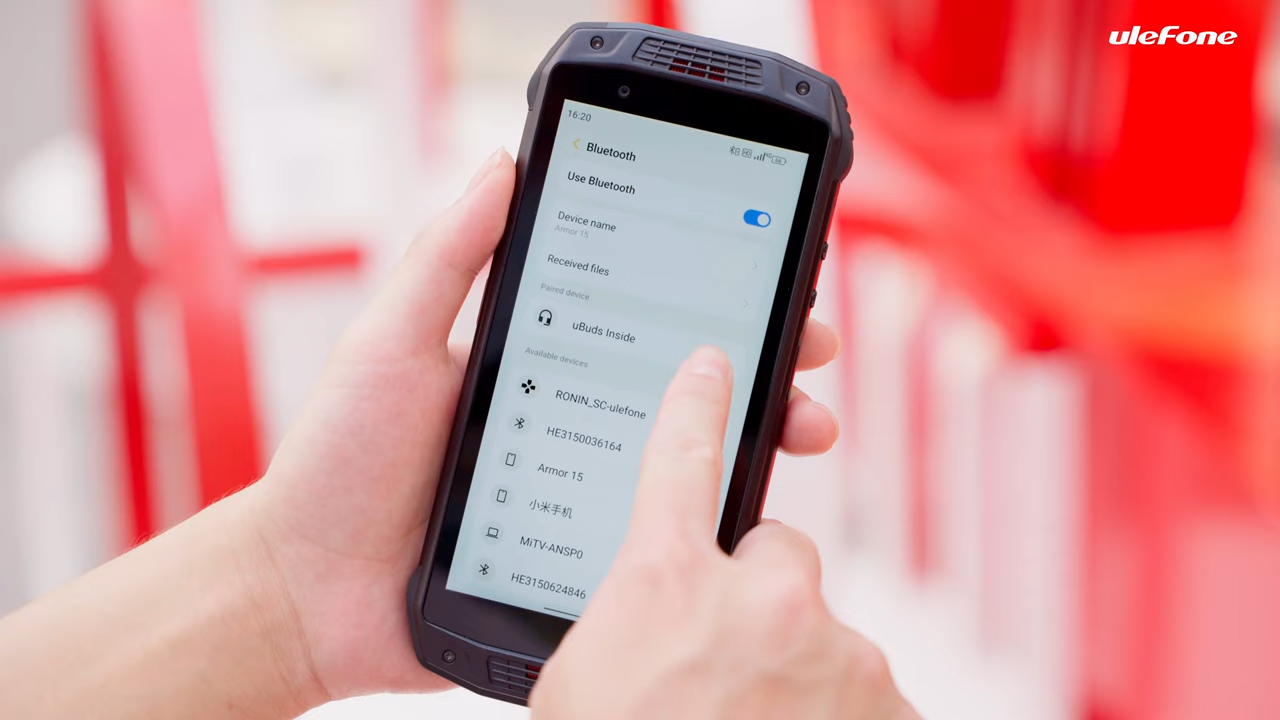 uleFone
16:20
Bluetooth
Use Bluetooth
Device name
Armor 15
Received files
Paired device
uBuds Inside
Available devices
RONIN_SC-ulefone
HE3150036164
Armor 15
小米手机
MiTV-ANSP0
HE3150624846